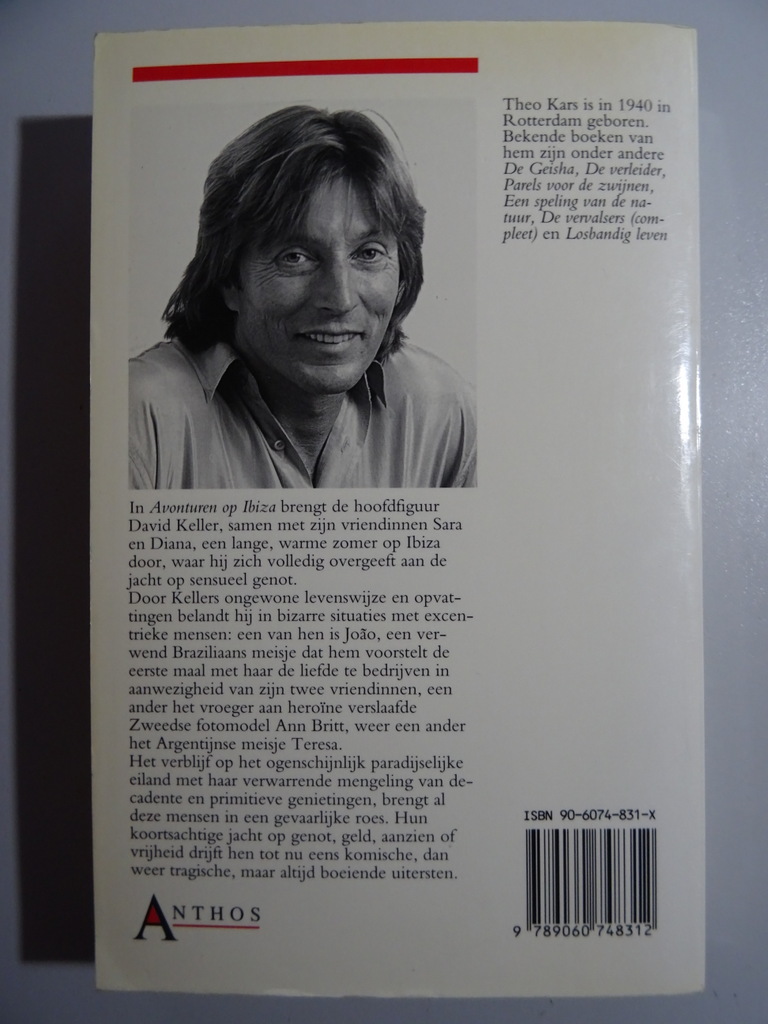 Theo Kars is in 1940 in
Rotterdam geboren.
Bekende boeken van
hem zijn onder andere
De Geisha, De verleider,
Parels voor de zwijnen,
Een speling van de na-
tuur, De vervalsers (com-
pleet) en Losbandig leven
In Avonturen op Ibiza brengt de hoofdfiguur
David Keller, samen met zijn vriendinnen Sara
en Diana, een lange, warme zomer op Ibiza
door, waar hij zich volledig overgeeft aan de
jacht op sensueel genot.
Door Kellers ongewone levenswijze en opvat-
tingen belandt hij in bizarre situaties met excen-
trieke mensen: een van hen is João, een ver-
wend Braziliaans meisje dat hem voorstelt de
eerste maal met haar de liefde te bedrijven in
aanwezigheid van zijn twee vriendinnen, een
ander het vroeger aan heroïne verslaafde
Zweedse fotomodel Ann Britt, weer een ander
het Argentijnse meisje Teresa.
Het verblijf op het ogenschijnlijk paradijselijke
eiland met haar verwarrende mengeling van de-
cadente en primitieve genietingen, brengt al
deze mensen in een gevaarlijke roes. Hun
koortsachtige jacht op genot, geld, aanzien of
vrijheid drijft hen tot nu eens komische, dan
weer tragische, maar altijd boeiende uitersten.
ANTHOS
ISBN 90-6074-831-X
9 789060 748312